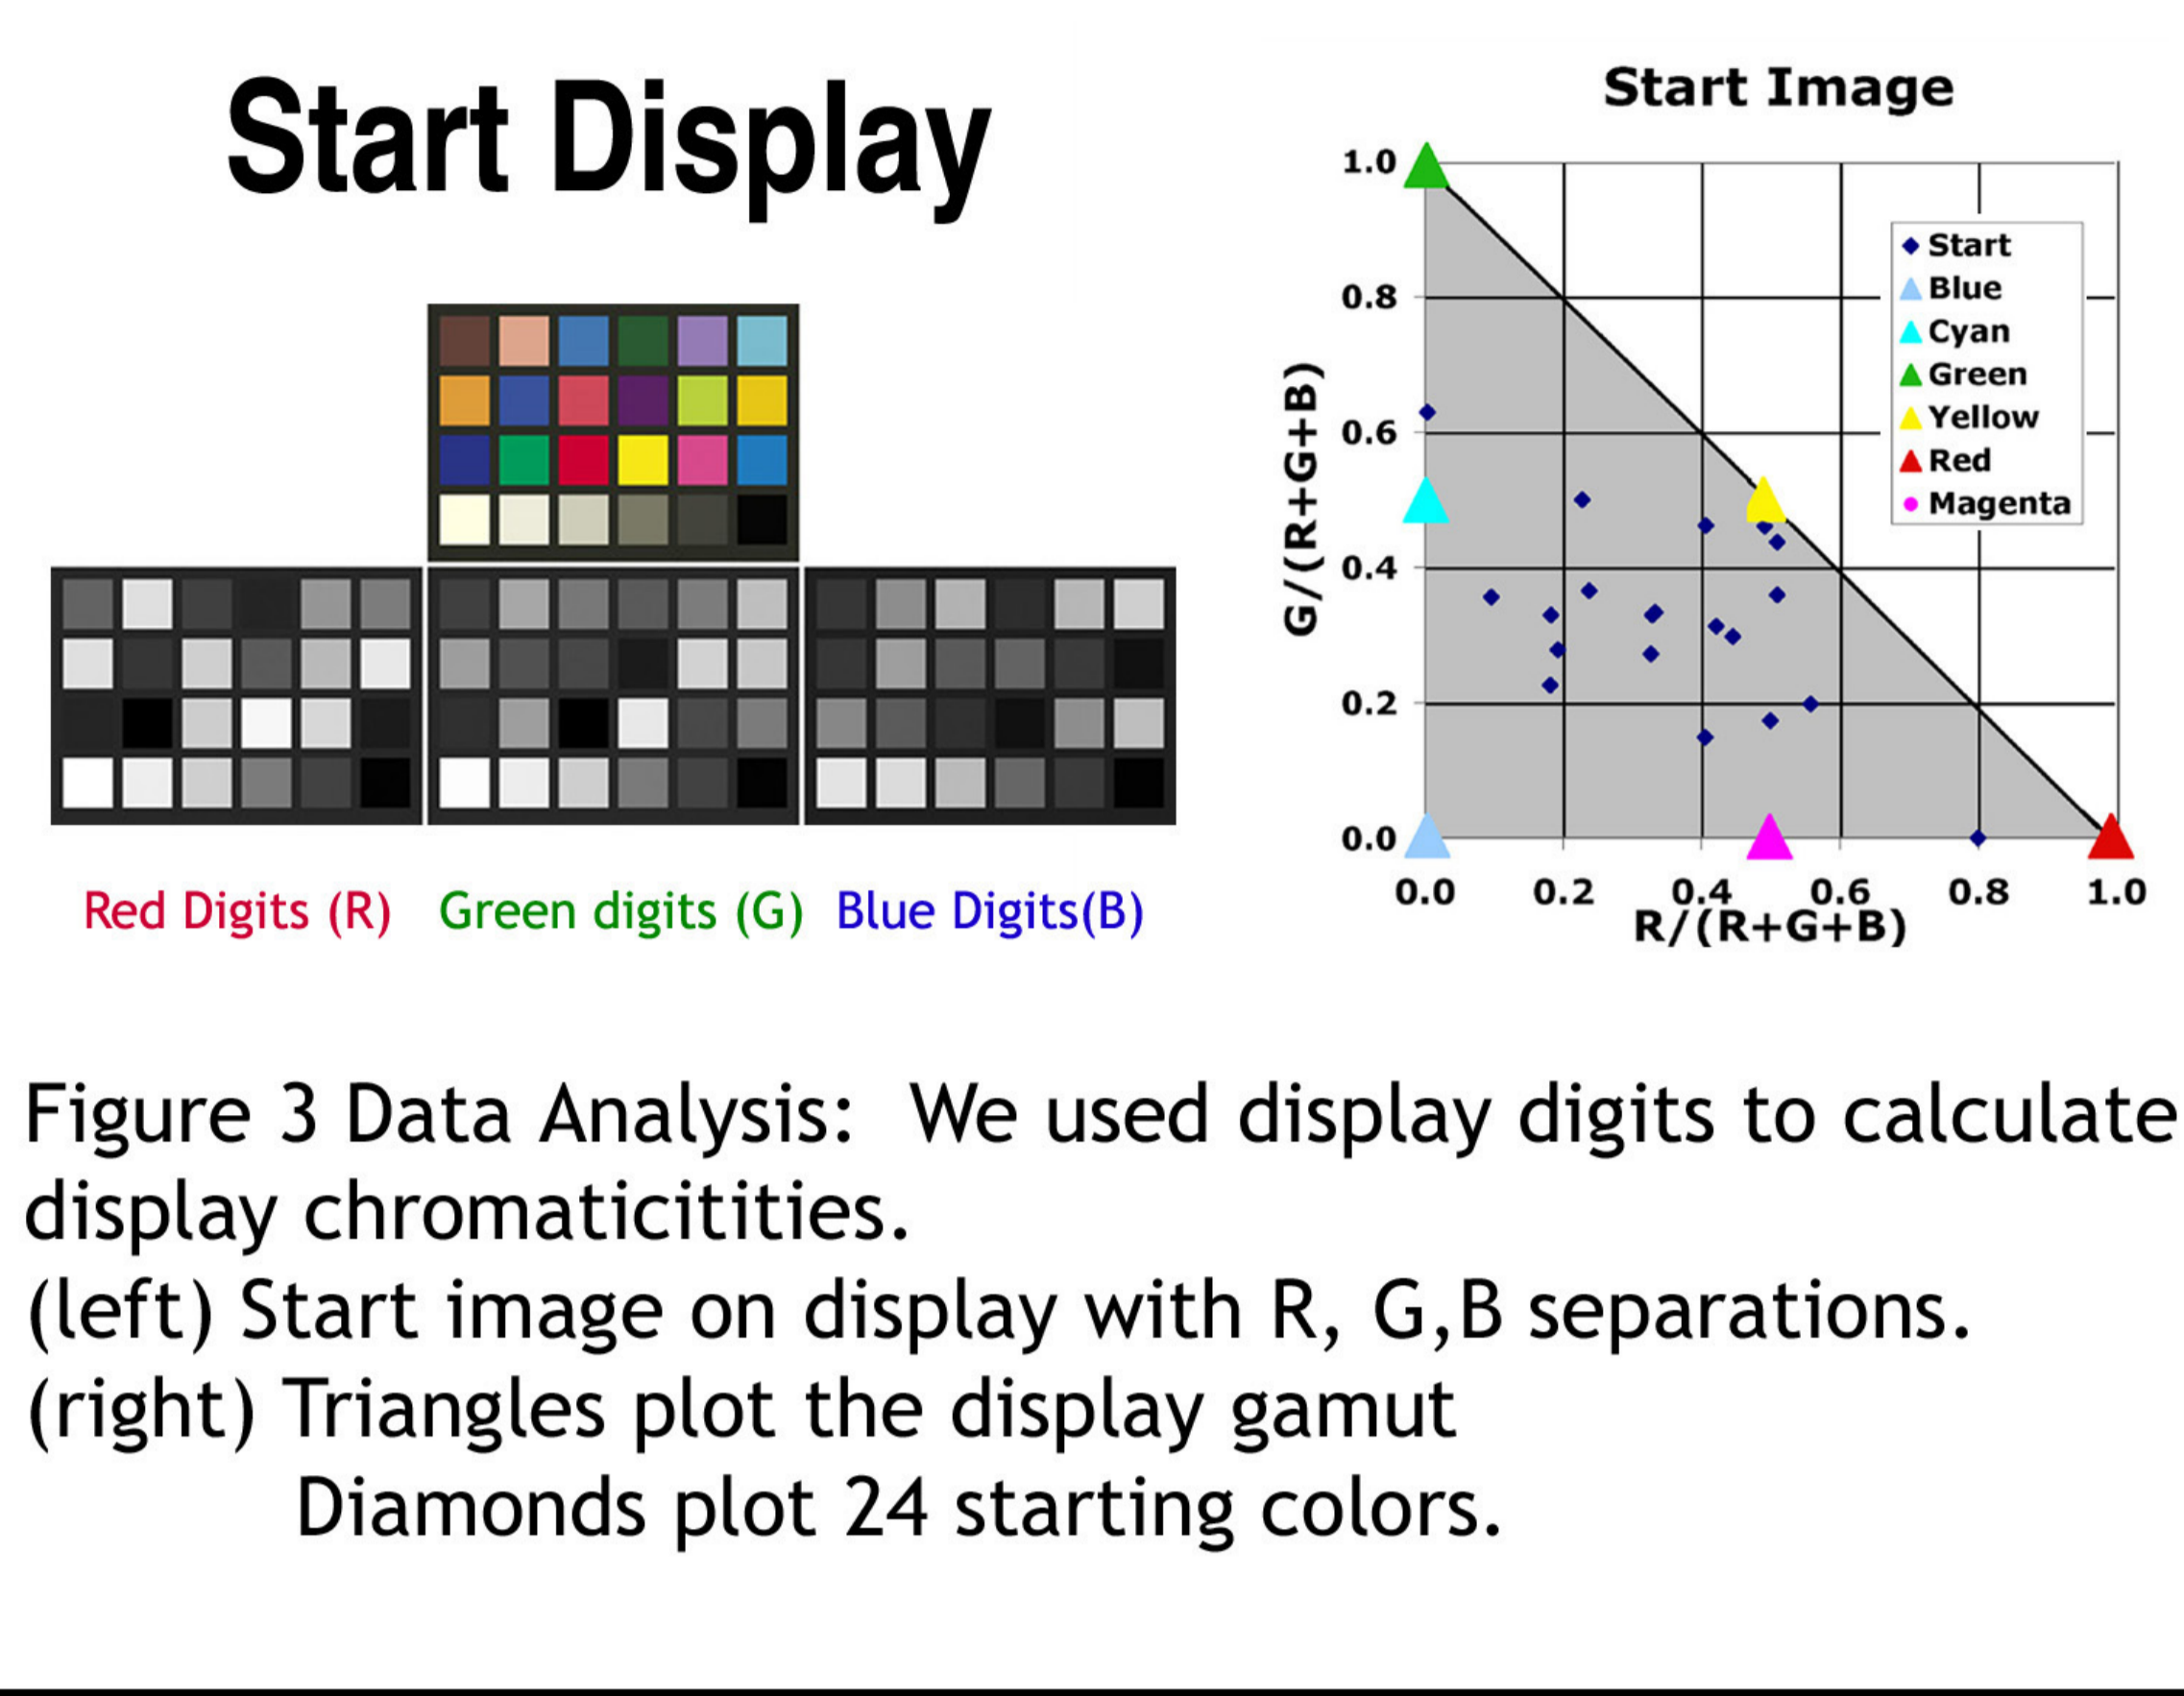 Start Display
Red Digits (R)
Green digits (G)
Blue Digits(B)
Start Image
G/(R+G+B)
1.0
0.8
0.6
0.4
0.2
0.0
Start
Blue
Cyan
Green
Yellow
Red
Magenta
0.0 0.2 0.4 0.6 0.8 1.0
R/(R+G+B)
Figure 3 Data Analysis: We used display digits to calculate
display chromaticitities.
(left) Start image on display with R, G,B separations.
(right) Triangles plot the display gamut
Diamonds plot 24 starting colors.